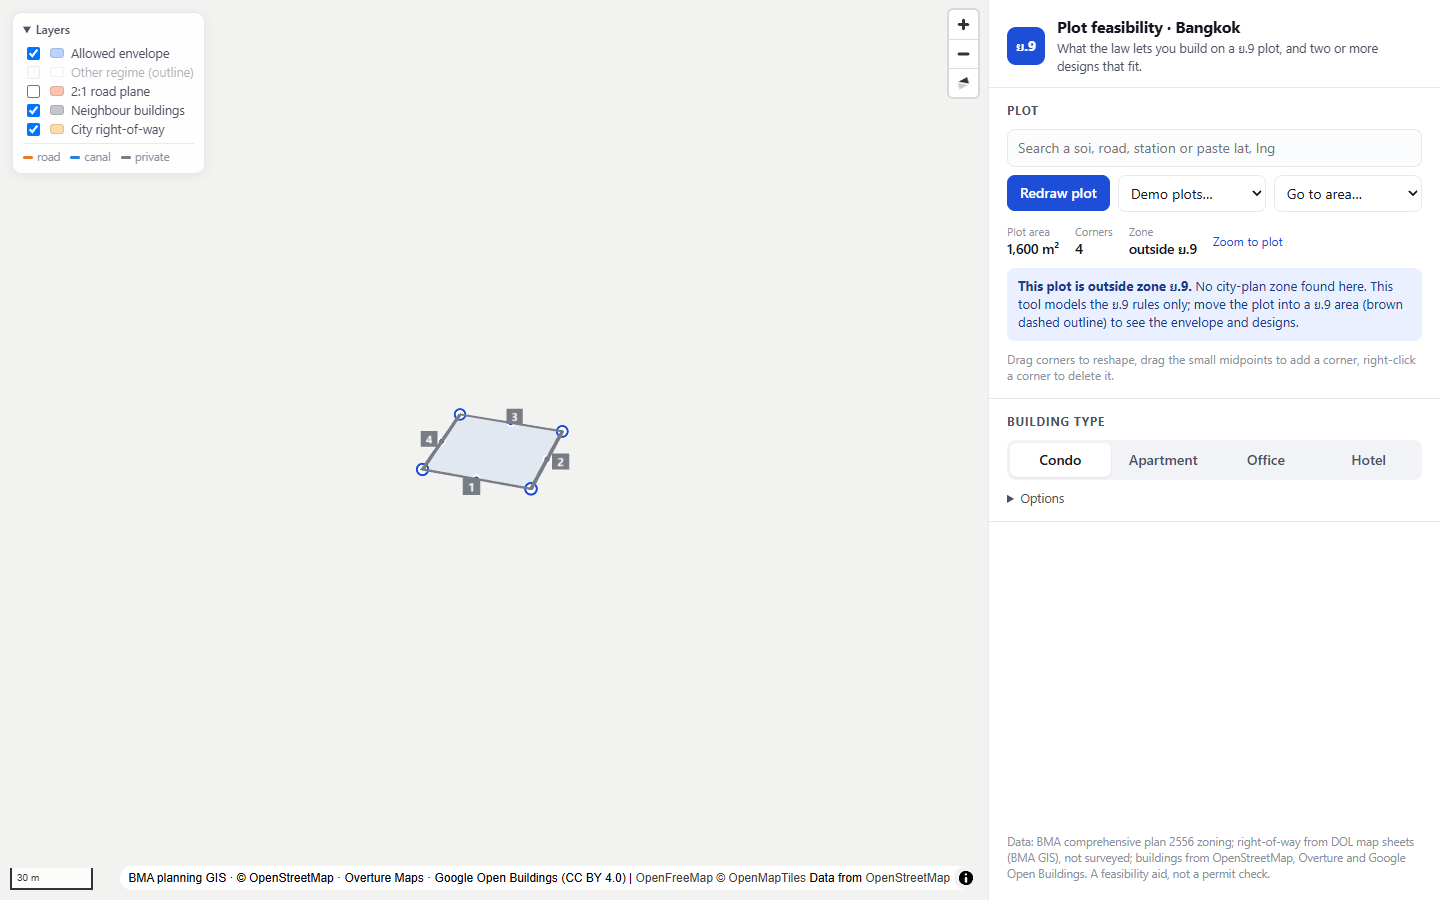 ▼ Layers
Allowed envelope
Other regime (outline)
2:1 road plane
Neighbour buildings
City right-of-way
road canal private
3
4
2
1
30 m
BMA planning GIS · © OpenStreetMap · Overture Maps · Google Open Buildings (CC BY 4.0) | OpenFreeMap © OpenMapTiles Data from OpenStreetMap
ย.9
Plot feasibility · Bangkok
What the law lets you build on a ย.9 plot, and two or more
designs that fit.
PLOT
Search a soi, road, station or paste lat, lng
Redraw plot Demo plots... Go to area...
Plot area Corners Zone
1,600 m² 4 outside ย.9 Zoom to plot
This plot is outside zone ย.9. No city-plan zone found here. This
tool models the ย.9 rules only; move the plot into a ย.9 area (brown
dashed outline) to see the envelope and designs.
Drag corners to reshape, drag the small midpoints to add a corner, right-click
a corner to delete it.
BUILDING TYPE
Condo Apartment Office Hotel
▶ Options
Data: BMA comprehensive plan 2556 zoning; right-of-way from DOL map sheets
(BMA GIS), not surveyed; buildings from OpenStreetMap, Overture and Google
Open Buildings. A feasibility aid, not a permit check.